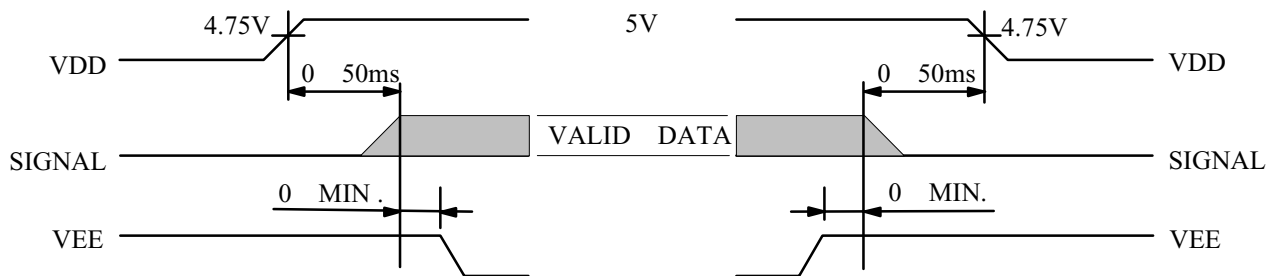 4.75V 5V 4.75V
VDD VDD
0 50ms 0 50ms
VALID DATA
SIGNAL SIGNAL
0 MIN . 0 MIN.
VEE VEE